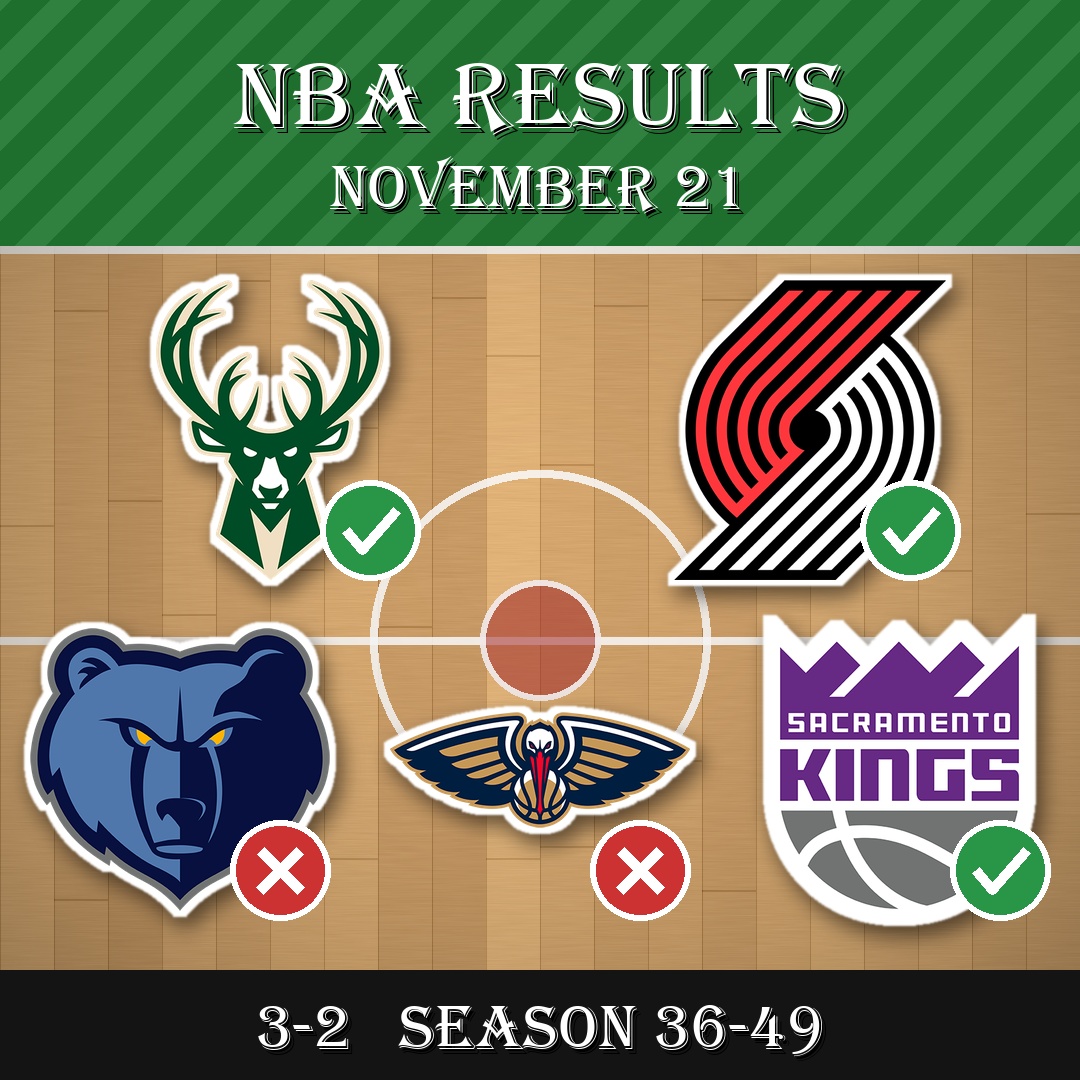 NBA RESULTS
NOVEMBER 21
SACRAMENTO
KINGS
3-2 SEASON 36-49